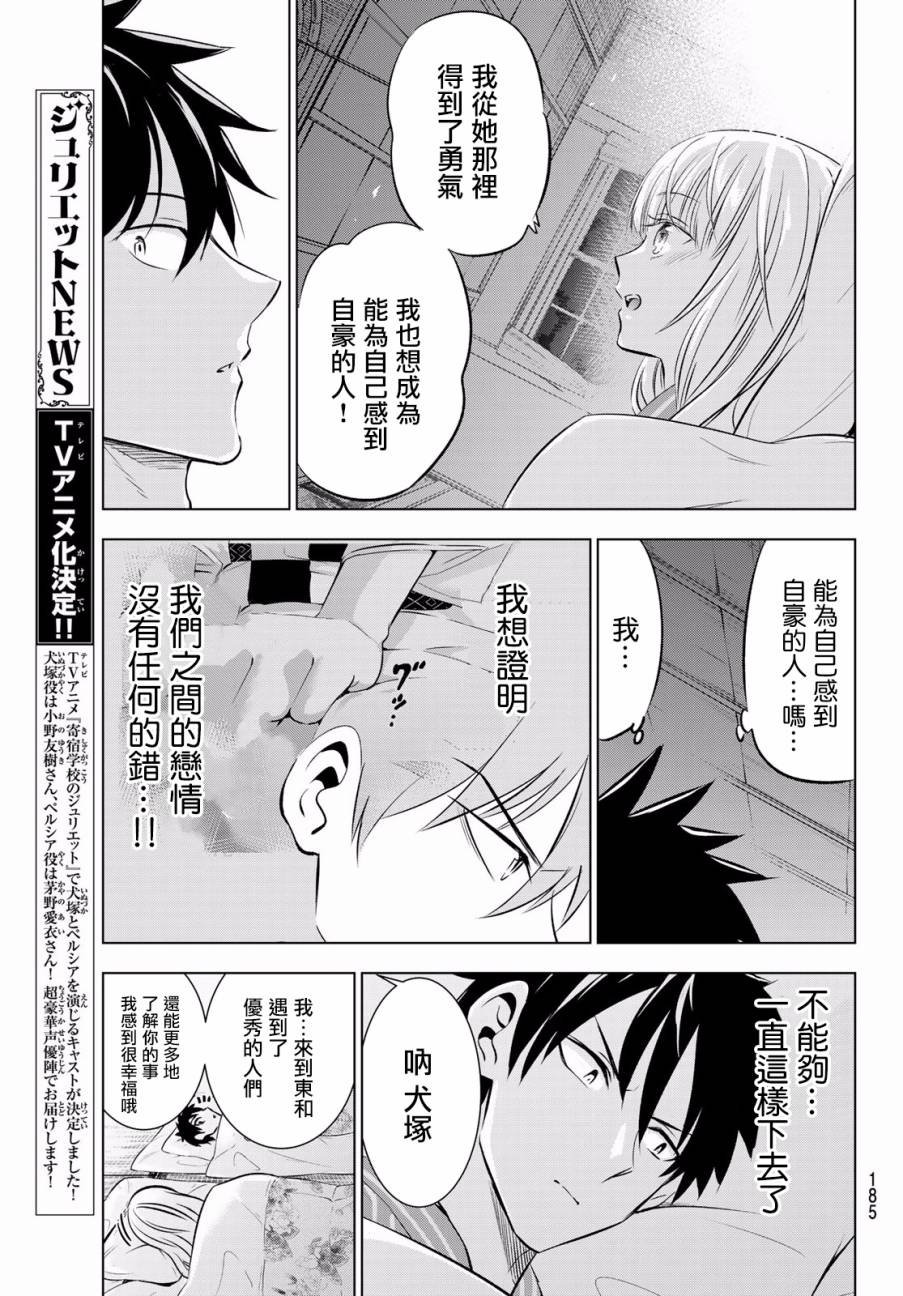 我從她那裡
得到了勇氣
我也想成為
能為自己感到
自豪的人！
能為自己感到
自豪的人…嗎…
我…
我想證明
グッ…
我們之間的戀情
沒有任何的錯…!!
不能夠…
一直這樣下去了
吶 犬塚
我…來到東和
遇到了
優秀的人們
還能更多地
了解你的事
我感到很幸福哦
ジュリエットNEWS
TVアニメ化決定!!
TVアニメ『寄宿学校のジュリエット』で犬塚とペルシアを演じるキャストが決定しました！
犬塚役は小野友樹さん、ペルシア役は茅野愛衣さん！ 超豪華声優陣でお届けします！
185